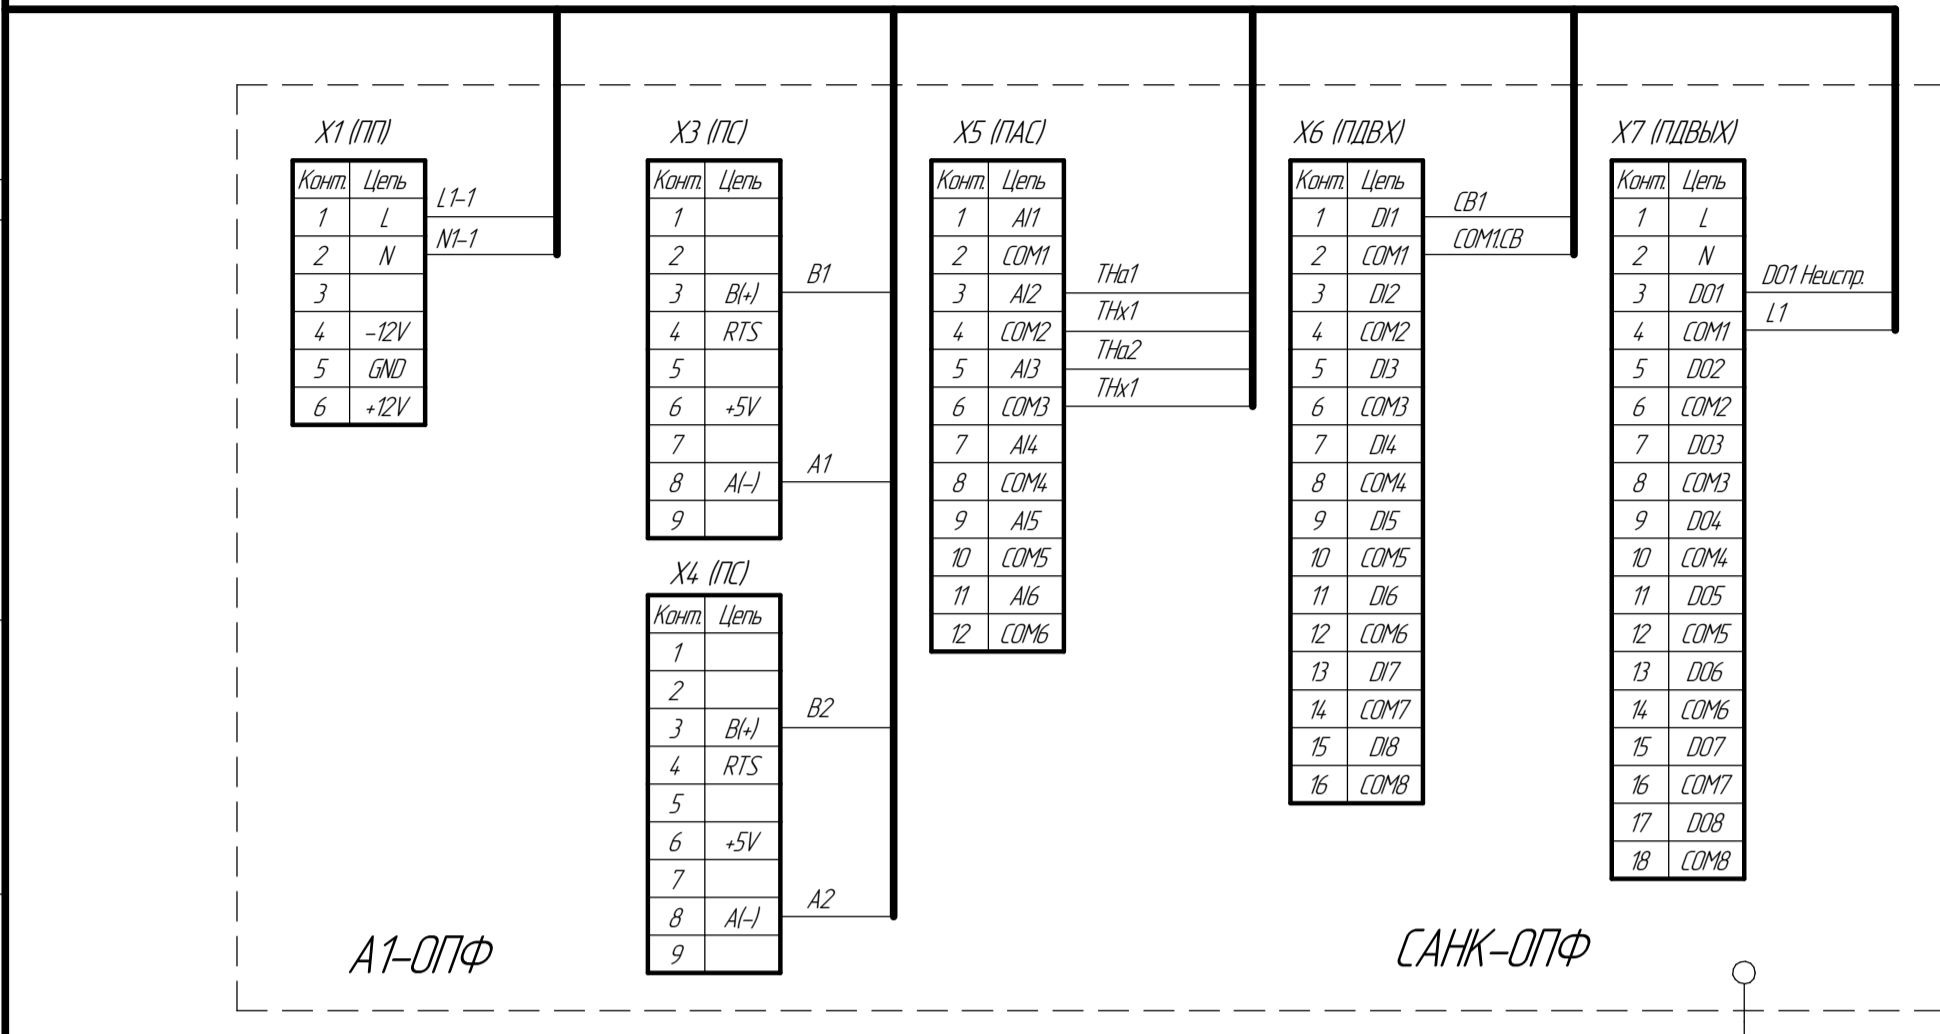 X1 (ПП)
Конт. Цепь
1 L
2 N
3
4 -12V
5 GND
6 +12V
L1-1
N1-1
X3 (ПС)
Конт. Цепь
1
2
3 B(+)
4 RTS
5
6 +5V
7
8 A(-)
9
B1
A1
X4 (ПС)
Конт. Цепь
1
2
3 B(+)
4 RTS
5
6 +5V
7
8 A(-)
9
B2
A2
X5 (ПАС)
Конт. Цепь
1 AI1
2 COM1
3 AI2
4 COM2
5 AI3
6 COM3
7 AI4
8 COM4
9 AI5
10 COM5
11 AI6
12 COM6
ТНа1
ТНх1
ТНа2
ТНх1
X6 (ПДВХ)
Конт. Цепь
1 DI1
2 COM1
3 DI2
4 COM2
5 DI3
6 COM3
7 DI4
8 COM4
9 DI5
10 COM5
11 DI6
12 COM6
13 DI7
14 COM7
15 DI8
16 COM8
СВ1
COM1.СВ
X7 (ПДВЫХ)
Конт. Цепь
1 L
2 N
3 DO1
4 COM1
5 DO2
6 COM2
7 DO3
8 COM3
9 DO4
10 COM4
11 DO5
12 COM5
13 DO6
14 COM6
15 DO7
16 COM7
17 DO8
18 COM8
DO1 Неиспр.
L1
А1-ОПФ
САНК-ОПФ